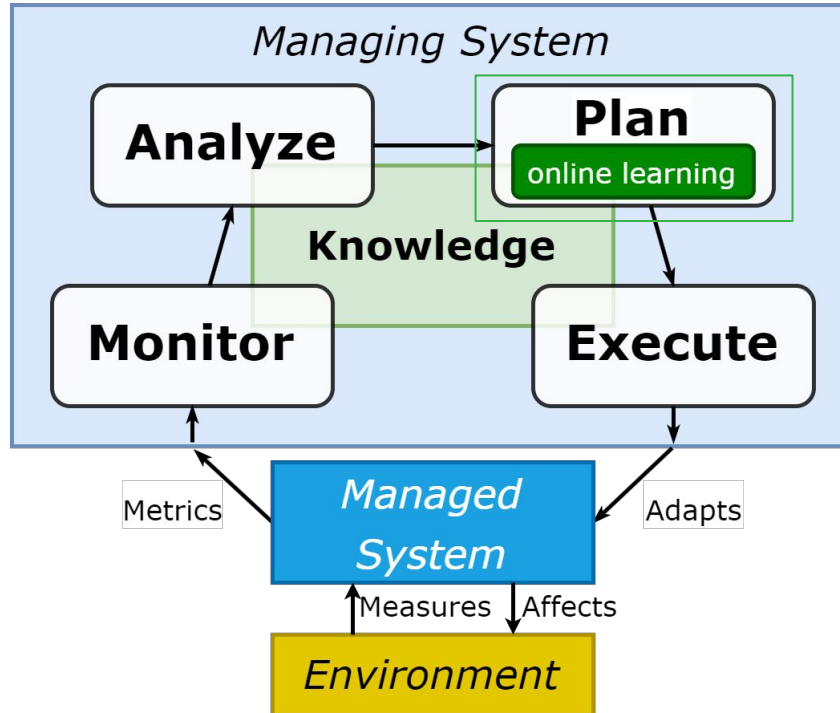 Managing System
Analyze
Plan
online learning
Knowledge
Monitor
Execute
Metrics
Managed
System
Adapts
Measures
Affects
Environment